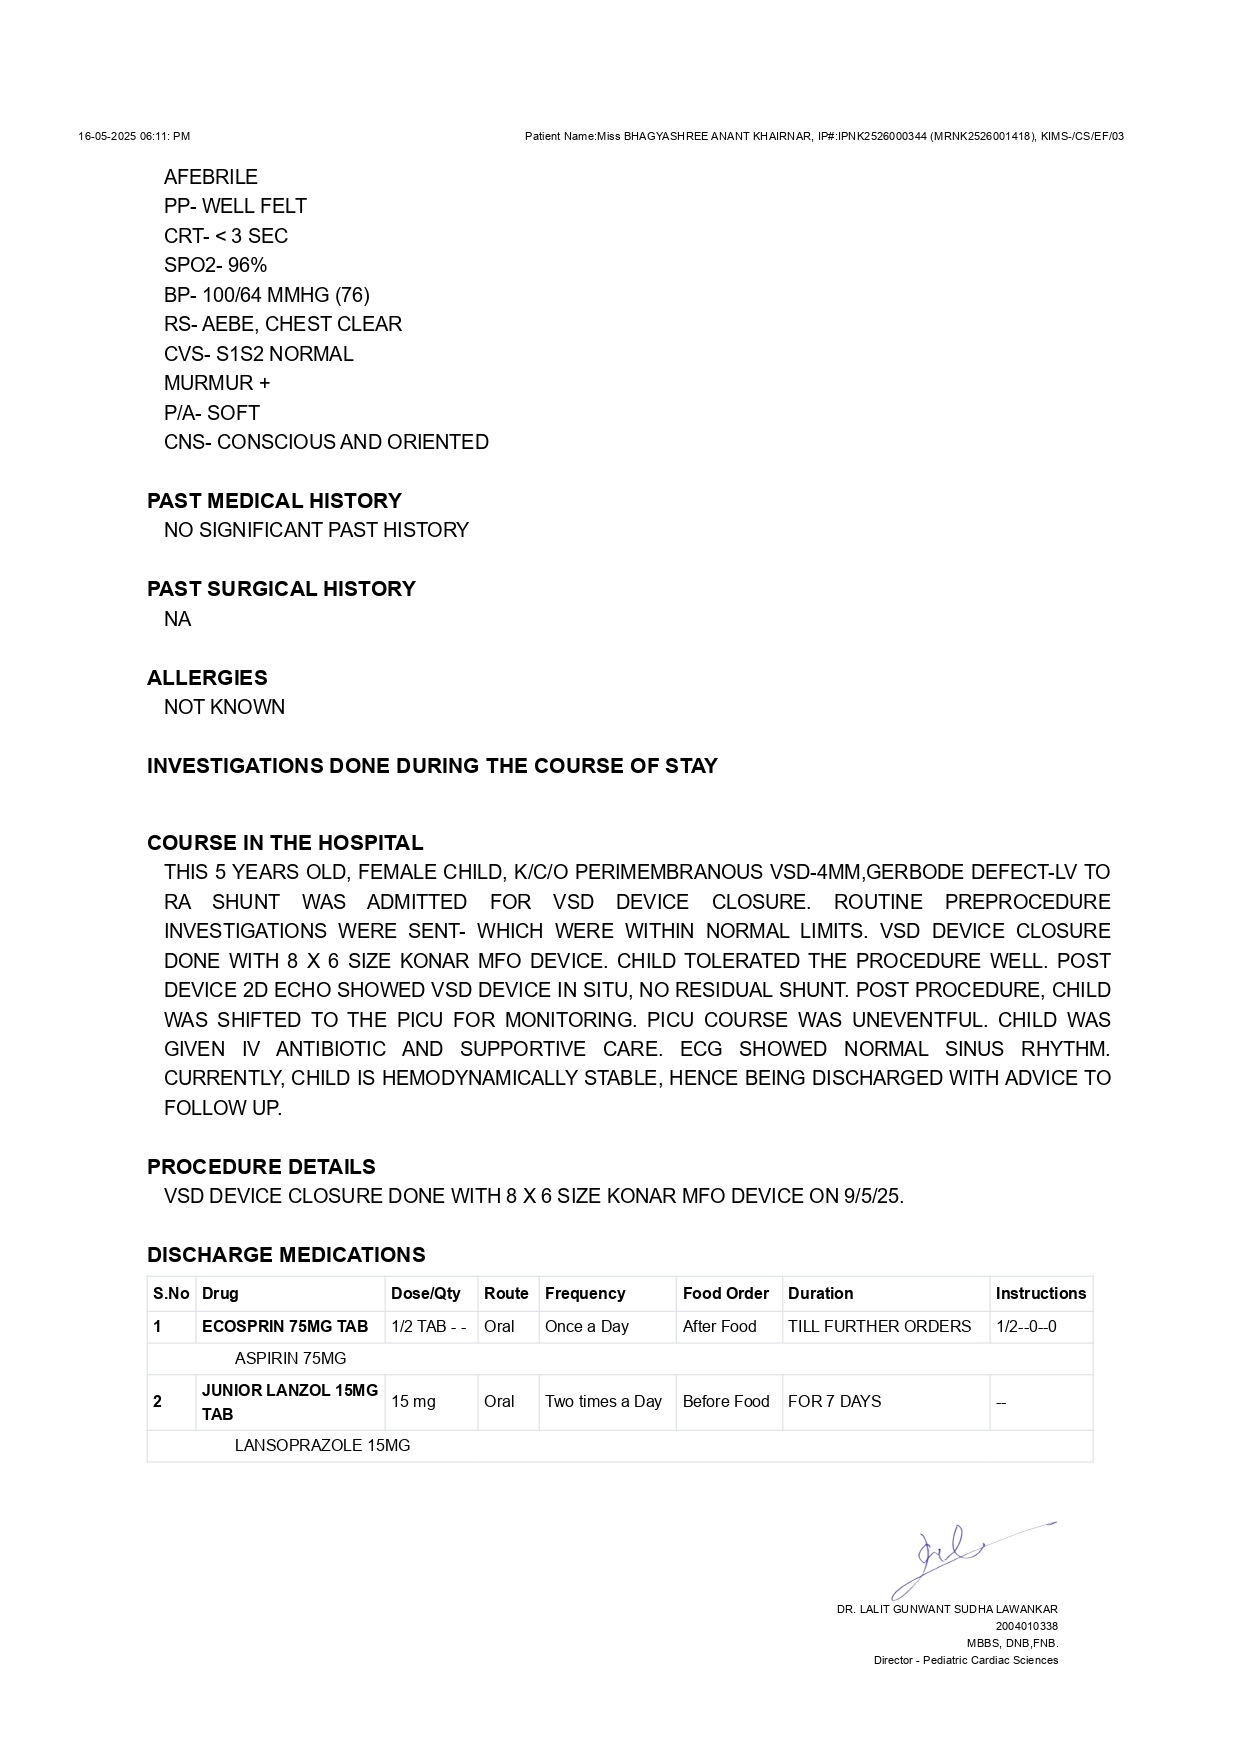 16-05-2025 06:11: PM
Patient Name:Miss BHAGYASHREE ANANT KHAIRNAR, IP#:IPNK2526000344 (MRNK2526001418), KIMS-/CS/EF/03
AFEBRILE
PP- WELL FELT
CRT- < 3 SEC
SPO2- 96%
BP- 100/64 MMHG (76)
RS- AEBE, CHEST CLEAR
CVS- S1S2 NORMAL
MURMUR +
P/A- SOFT
CNS- CONSCIOUS AND ORIENTED
PAST MEDICAL HISTORY
NO SIGNIFICANT PAST HISTORY
PAST SURGICAL HISTORY
NA
ALLERGIES
NOT KNOWN
INVESTIGATIONS DONE DURING THE COURSE OF STAY
COURSE IN THE HOSPITAL
THIS 5 YEARS OLD, FEMALE CHILD, K/C/O PERIMEMBRANOUS VSD-4MM,GERBODE DEFECT-LV TO
RA SHUNT WAS ADMITTED FOR VSD DEVICE CLOSURE. ROUTINE PREPROCEDURE
INVESTIGATIONS WERE SENT- WHICH WERE WITHIN NORMAL LIMITS. VSD DEVICE CLOSURE
DONE WITH 8 X 6 SIZE KONAR MFO DEVICE. CHILD TOLERATED THE PROCEDURE WELL. POST
DEVICE 2D ECHO SHOWED VSD DEVICE IN SITU, NO RESIDUAL SHUNT. POST PROCEDURE, CHILD
WAS SHIFTED TO THE PICU FOR MONITORING. PICU COURSE WAS UNEVENTFUL. CHILD WAS
GIVEN IV ANTIBIOTIC AND SUPPORTIVE CARE. ECG SHOWED NORMAL SINUS RHYTHM.
CURRENTLY, CHILD IS HEMODYNAMICALLY STABLE, HENCE BEING DISCHARGED WITH ADVICE TO
FOLLOW UP.
PROCEDURE DETAILS
VSD DEVICE CLOSURE DONE WITH 8 X 6 SIZE KONAR MFO DEVICE ON 9/5/25.
DISCHARGE MEDICATIONS
S.No Drug Dose/Qty Route Frequency Food Order Duration Instructions
1 ECOSPRIN 75MG TAB 1/2 TAB - - Oral Once a Day After Food TILL FURTHER ORDERS 1/2--0--0
ASPIRIN 75MG
2 JUNIOR LANZOL 15MG TAB 15 mg Oral Two times a Day Before Food FOR 7 DAYS --
LANSOPRAZOLE 15MG
DR. LALIT GUNWANT SUDHA LAWANKAR
2004010338
MBBS, DNB,FNB.
Director - Pediatric Cardiac Sciences